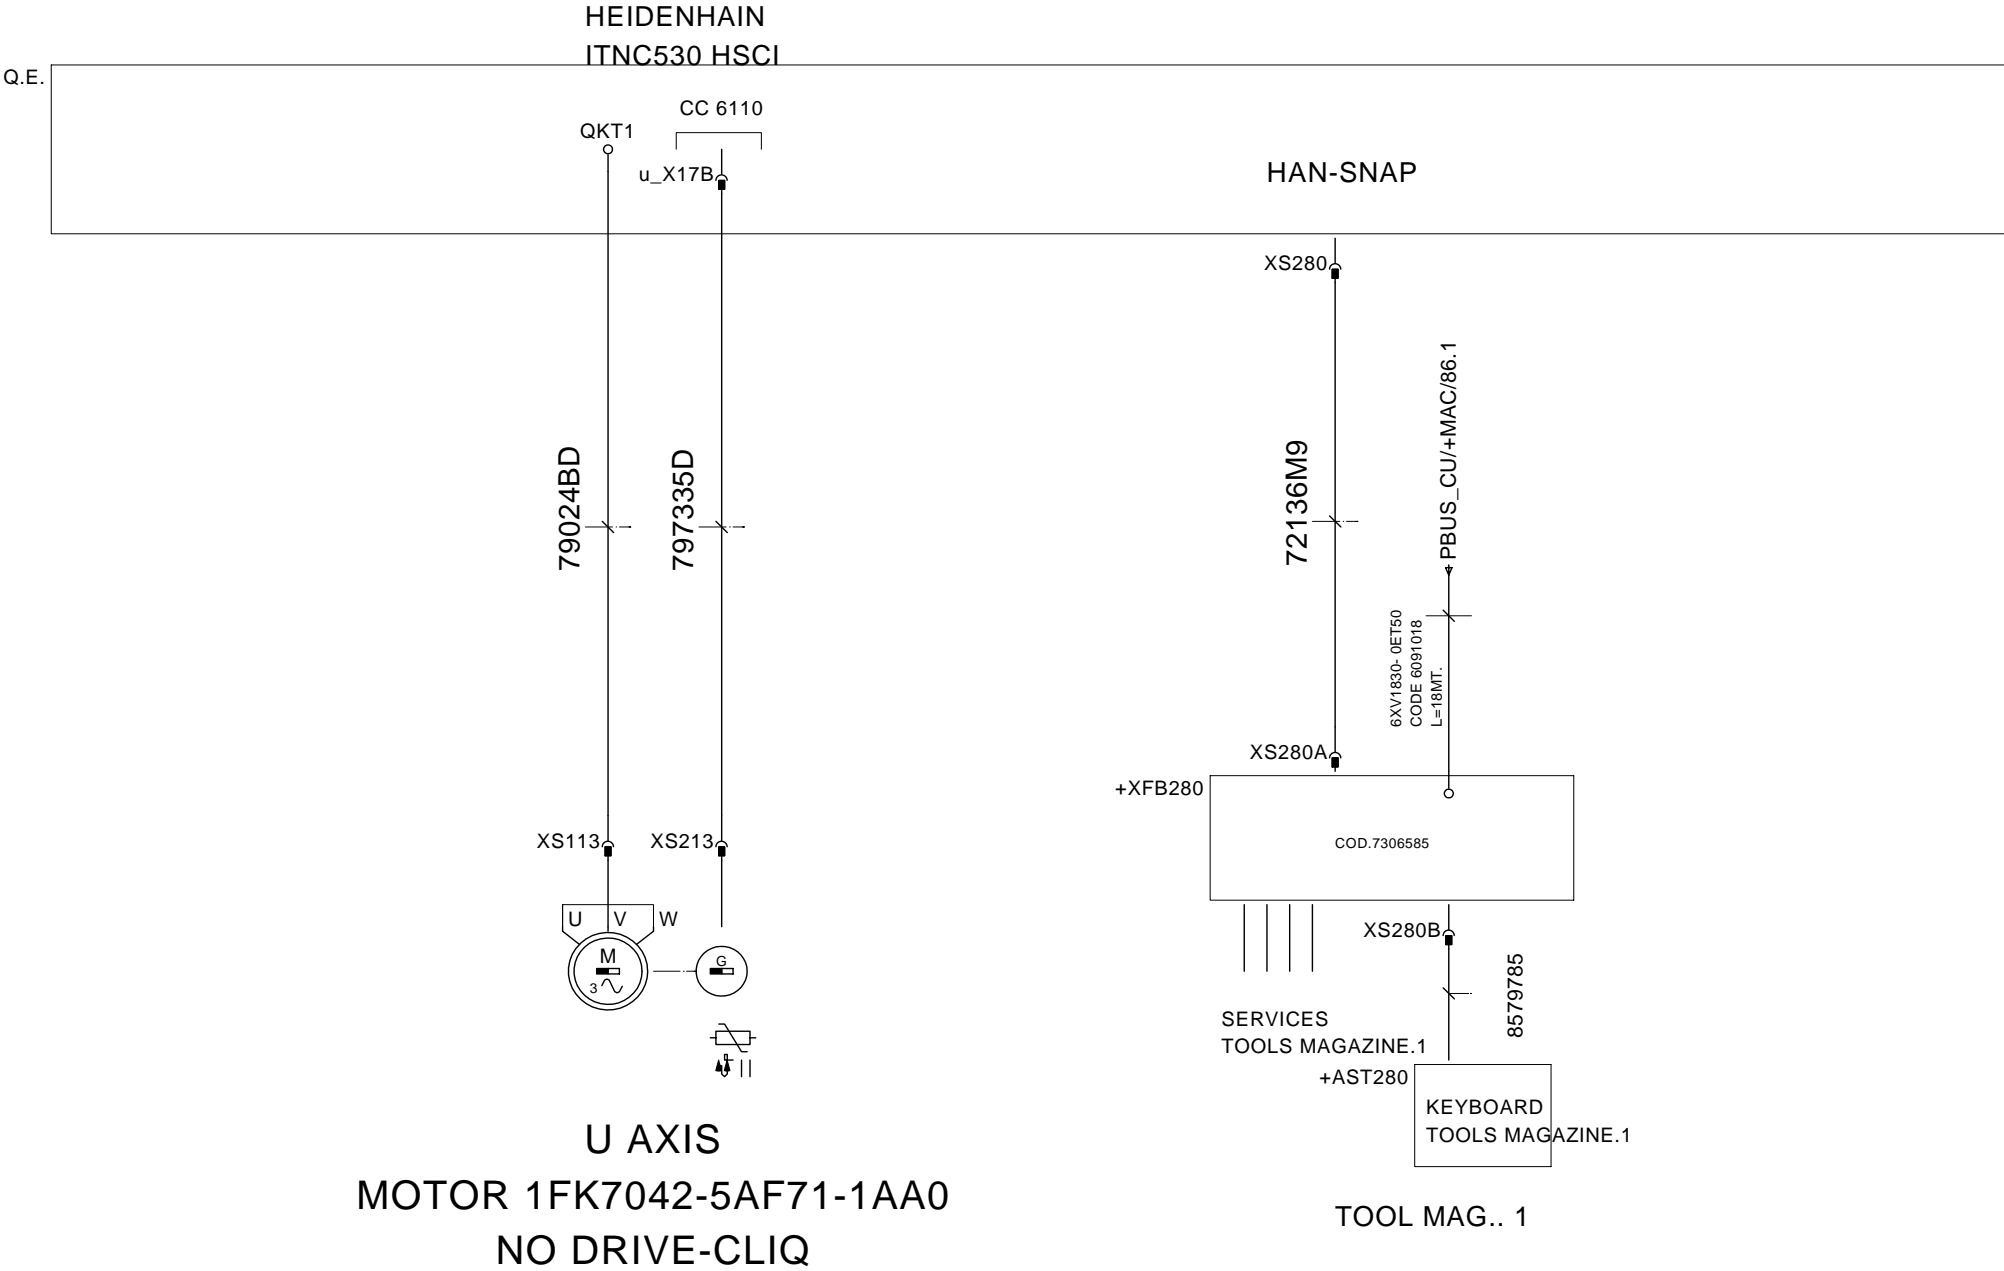 HEIDENHAIN
ITNC530 HSCI
Q.E.
CC 6110
QKT1
u_X17B
HAN-SNAP
XS280
79024BD
797335D
72136M9
PBUS_CU/+MAC/86.1
6XV1830- 0ET50
CODE 6091018
L=18MT.
XS280A
+XFB280
COD.7306585
XS113
XS213
U V W
M
3
G
XS280B
8579785
SERVICES
TOOLS MAGAZINE.1
+AST280
KEYBOARD
TOOLS MAGAZINE.1
U AXIS
MOTOR 1FK7042-5AF71-1AA0
NO DRIVE-CLIQ
TOOL MAG.. 1